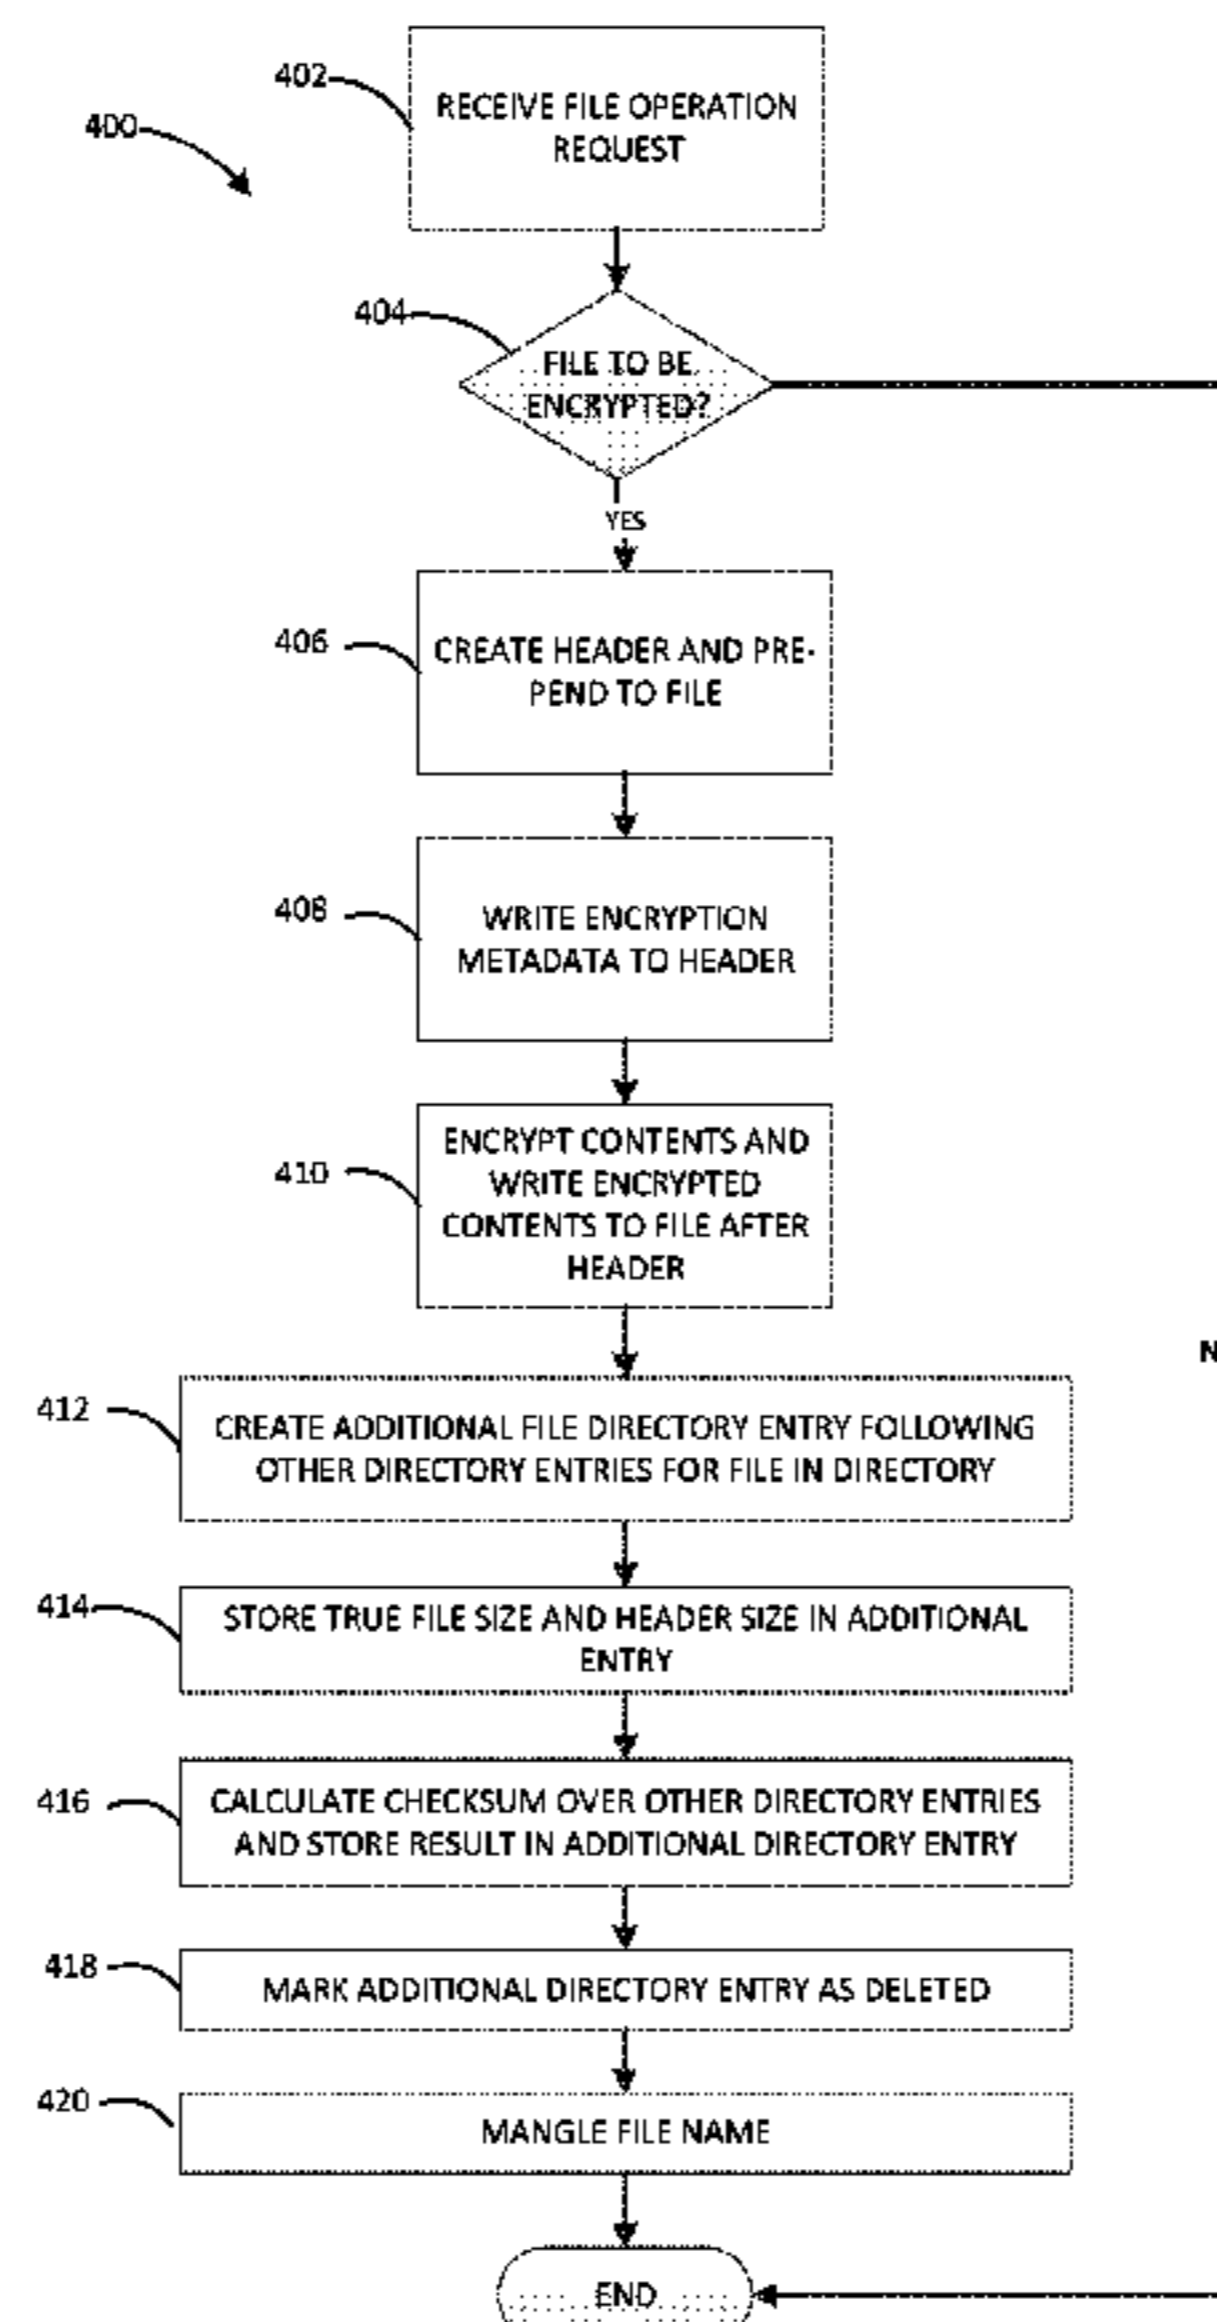 402
RECEIVE FILE OPERATION
REQUEST
400
404
FILE TO BE
ENCRYPTED?
YES
406
CREATE HEADER AND PRE-
PEND TO FILE
408
WRITE ENCRYPTION
METADATA TO HEADER
410
ENCRYPT CONTENTS AND
WRITE ENCRYPTED
CONTENTS TO FILE AFTER
HEADER
N
412
CREATE ADDITIONAL FILE DIRECTORY ENTRY FOLLOWING
OTHER DIRECTORY ENTRIES FOR FILE IN DIRECTORY
414
STORE TRUE FILE SIZE AND HEADER SIZE IN ADDITIONAL
ENTRY
416
CALCULATE CHECKSUM OVER OTHER DIRECTORY ENTRIES
AND STORE RESULT IN ADDITIONAL DIRECTORY ENTRY
418
MARK ADDITIONAL DIRECTORY ENTRY AS DELETED
420
MANGLE FILE NAME
END